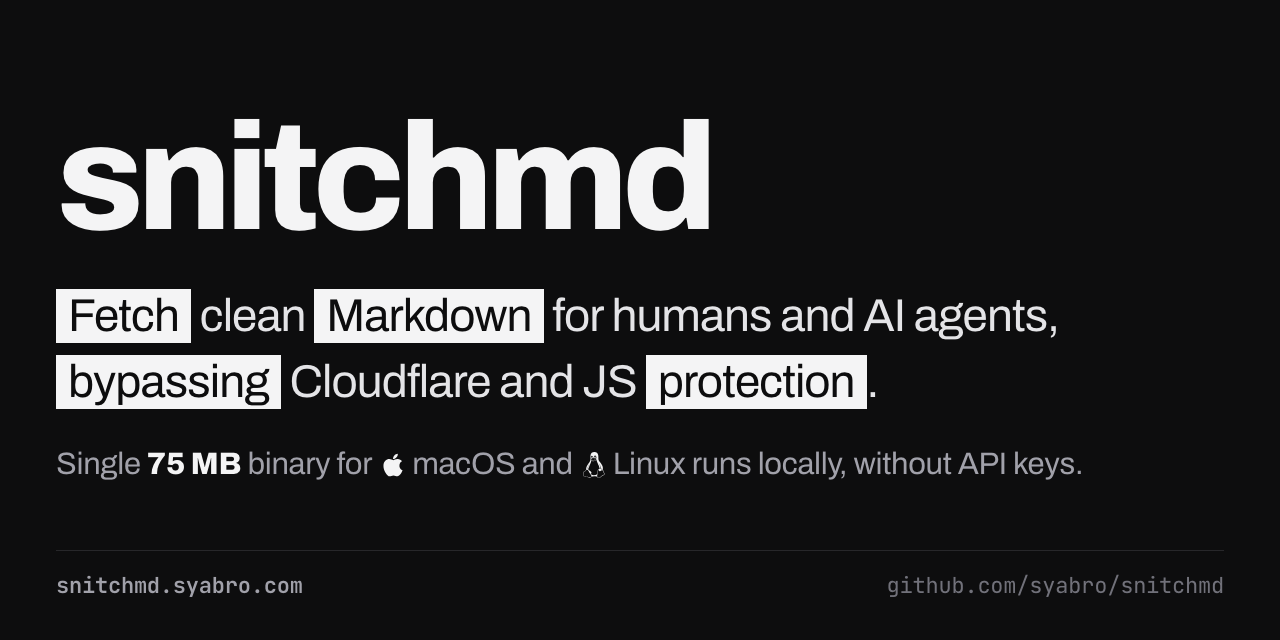 snitchmd
Fetch clean Markdown for humans and AI agents,
bypassing Cloudflare and JS protection.
Single 75 MB binary for macOS and Linux runs locally, without API keys.
snitchmd.syabro.com
github.com/syabro/snitchmd